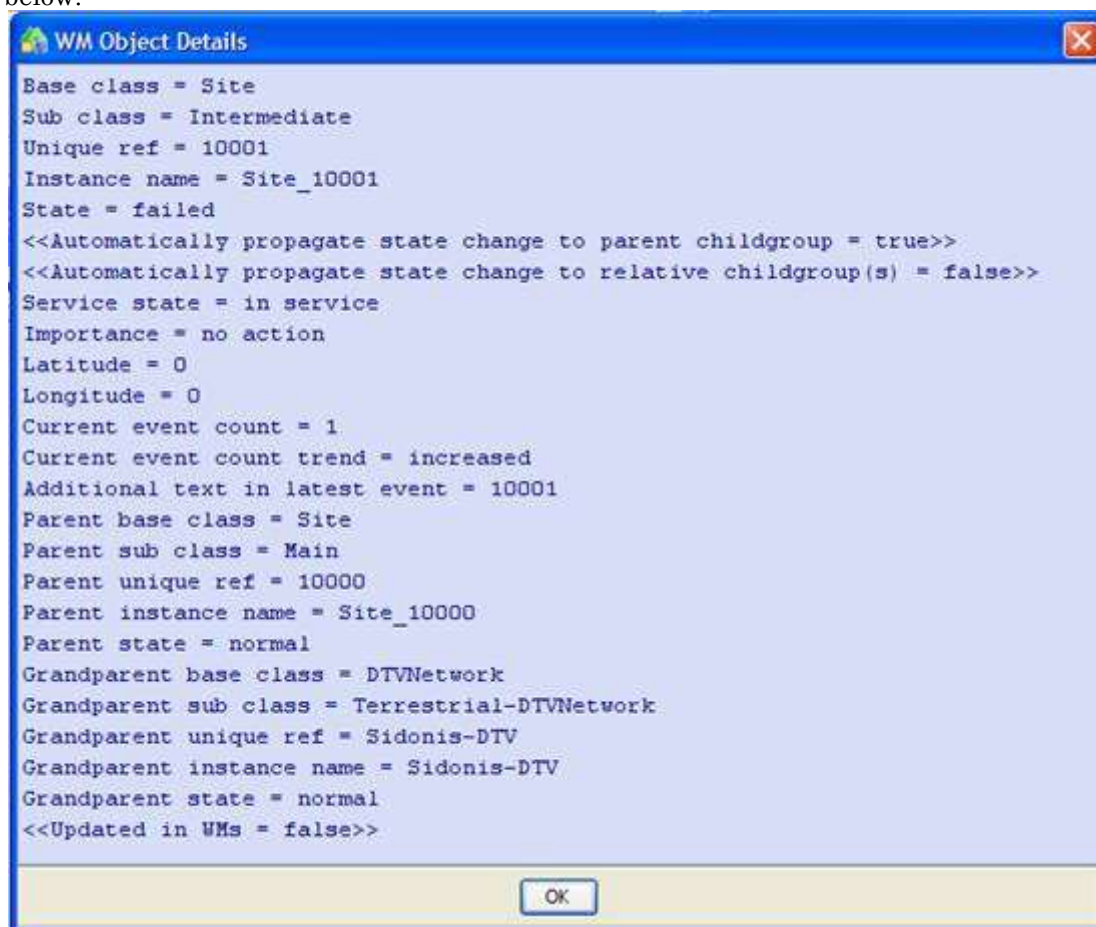 below.
WM Object Details
Base class = Site
Sub class = Intermediate
Unique ref = 10001
Instance name = Site_10001
State = failed
<<Automatically propagate state change to parent childgroup = true>>
<<Automatically propagate state change to relative childgroup(s) = false>>
Service state = in service
Importance = no action
Latitude = 0
Longitude = 0
Current event count = 1
Current event count trend = increased
Additional text in latest event = 10001
Parent base class = Site
Parent sub class = Main
Parent unique ref = 10000
Parent instance name = Site_10000
Parent state = normal
Grandparent base class = DTVNetwork
Grandparent sub class = Terrestrial-DTVNetwork
Grandparent unique ref = Sidonis-DTV
Grandparent instance name = Sidonis-DTV
Grandparent state = normal
<<Updated in WMs = false>>
OK